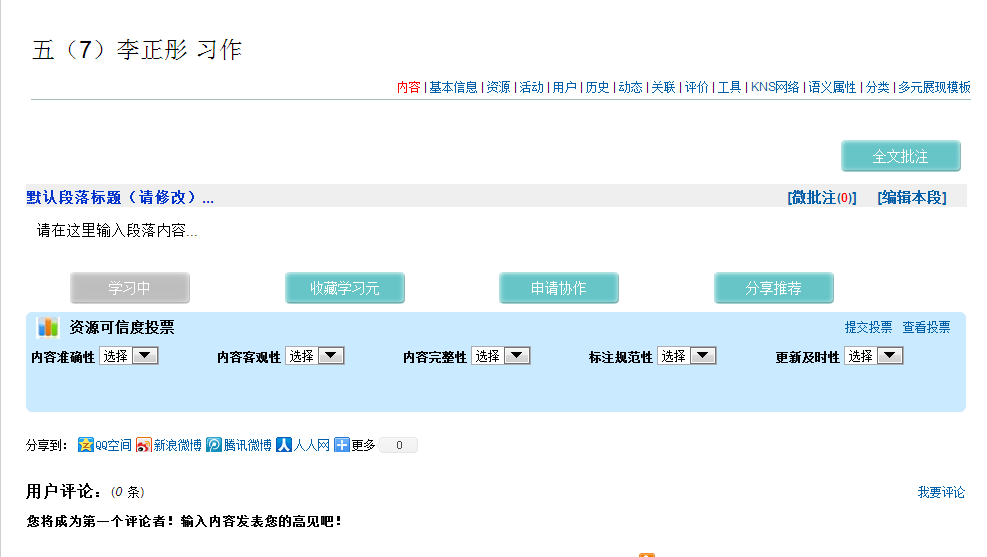 五（7）李正彤 习作
内容 | 基本信息 | 资源 | 活动 | 用户 | 历史 | 动态 | 关联 | 评价 | 工具 | KNS网络 | 语义属性 | 分类 | 多元展现模板
全文批注
默认段落标题（请修改）... [微批注(0)] [编辑本段]
请在这里输入段落内容...
学习中 收藏学习元 申请协作 分享推荐
资源可信度投票 提交投票 查看投票
内容准确性 选择 内容客观性 选择 内容完整性 选择 标注规范性 选择 更新及时性 选择
分享到： QQ空间 新浪微博 腾讯微博 人人网 更多 0
用户评论：(0 条) 我要评论
您将成为第一个评论者！输入内容发表您的高见吧！